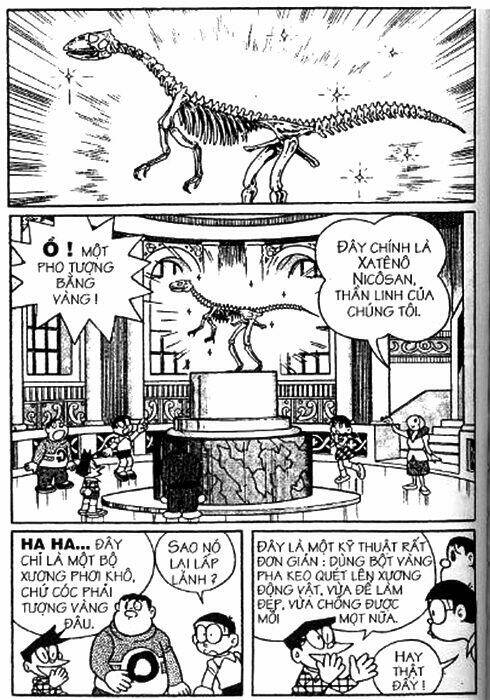 Ồ! MỘT
PHO TƯỢNG
BẰNG
VÀNG!
ĐÂY CHÍNH LÀ
XATÊNÔ
NICÔSAN,
THẦN LINH CỦA
CHÚNG TÔI.
HA HA... ĐÂY
CHỈ LÀ MỘT BỘ
XƯƠNG PHƠI KHÔ,
CHỨ CÓC PHẢI
TƯỢNG VÀNG
ĐÂU.
SAO NÓ
LẠI LẤP
LÁNH?
ĐÂY LÀ MỘT KỸ THUẬT RẤT
ĐƠN GIẢN: DÙNG BỘT VÀNG
PHA KEO QUÉT LÊN XƯƠNG
ĐỘNG VẬT, VỪA ĐỂ LÀM
ĐẸP, VỪA CHỐNG ĐƯỢC
MỐI MỌT NỮA.
HAY
THẬT
ĐẤY!